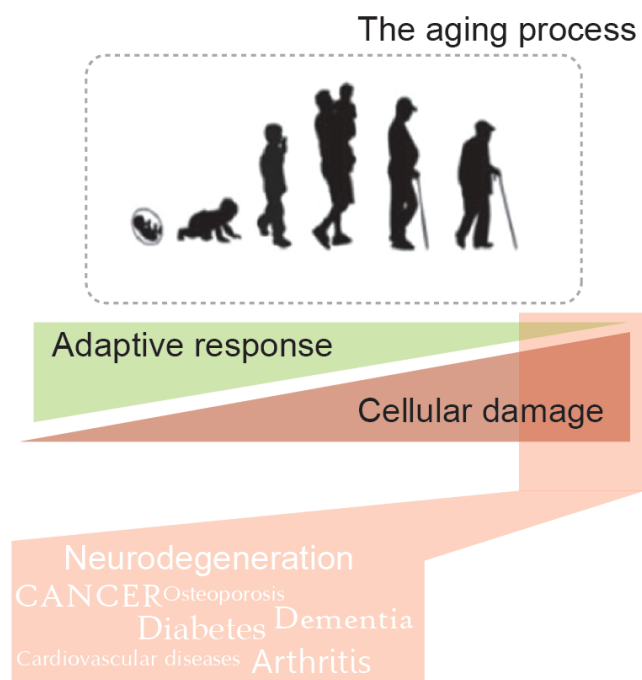 The aging process
Adaptive response
Cellular damage
Neurodegeneration
CANCER Osteoporosis
Diabetes Dementia
Cardiovascular diseases Arthritis